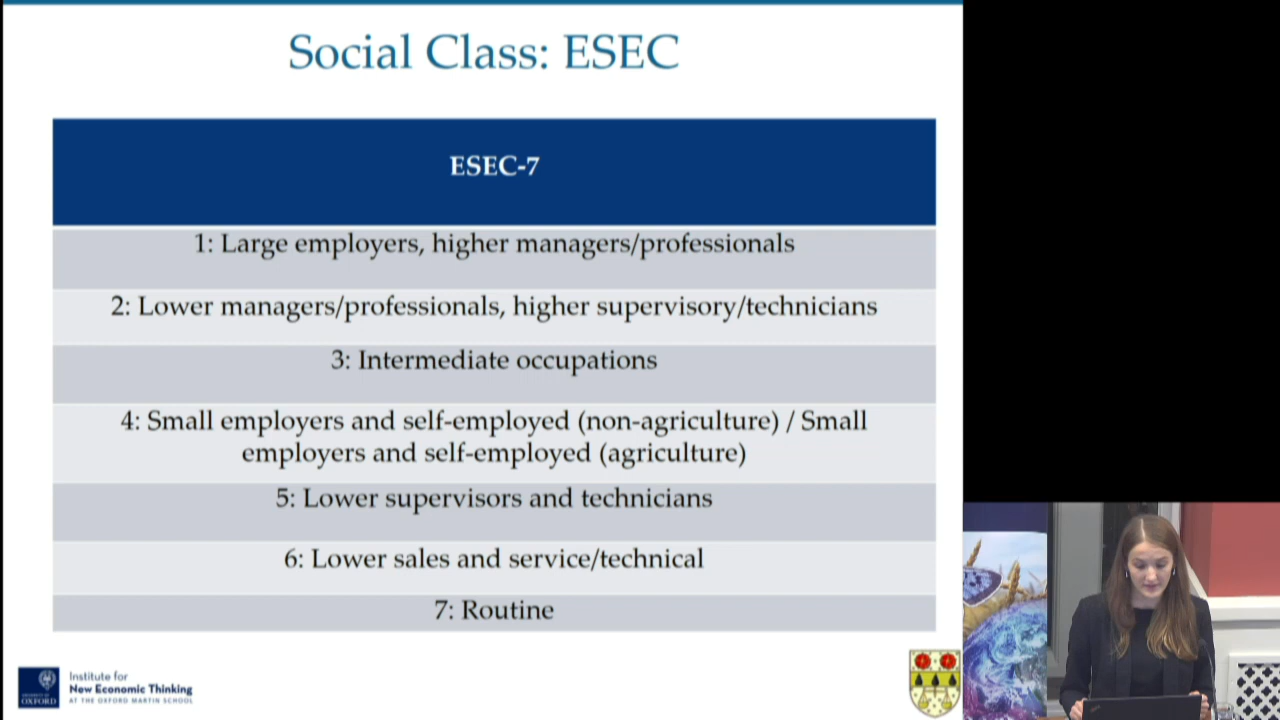 Social Class: ESEC
ESEC-7
1: Large employers, higher managers/professionals
2: Lower managers/professionals, higher supervisory/technicians
3: Intermediate occupations
4: Small employers and self-employed (non-agriculture) / Small
employers and self-employed (agriculture)
5: Lower supervisors and technicians
6: Lower sales and service/technical
7: Routine
UNIVERSITY OF
OXFORD
Institute for
New Economic Thinking
AT THE OXFORD MARTIN SCHOOL